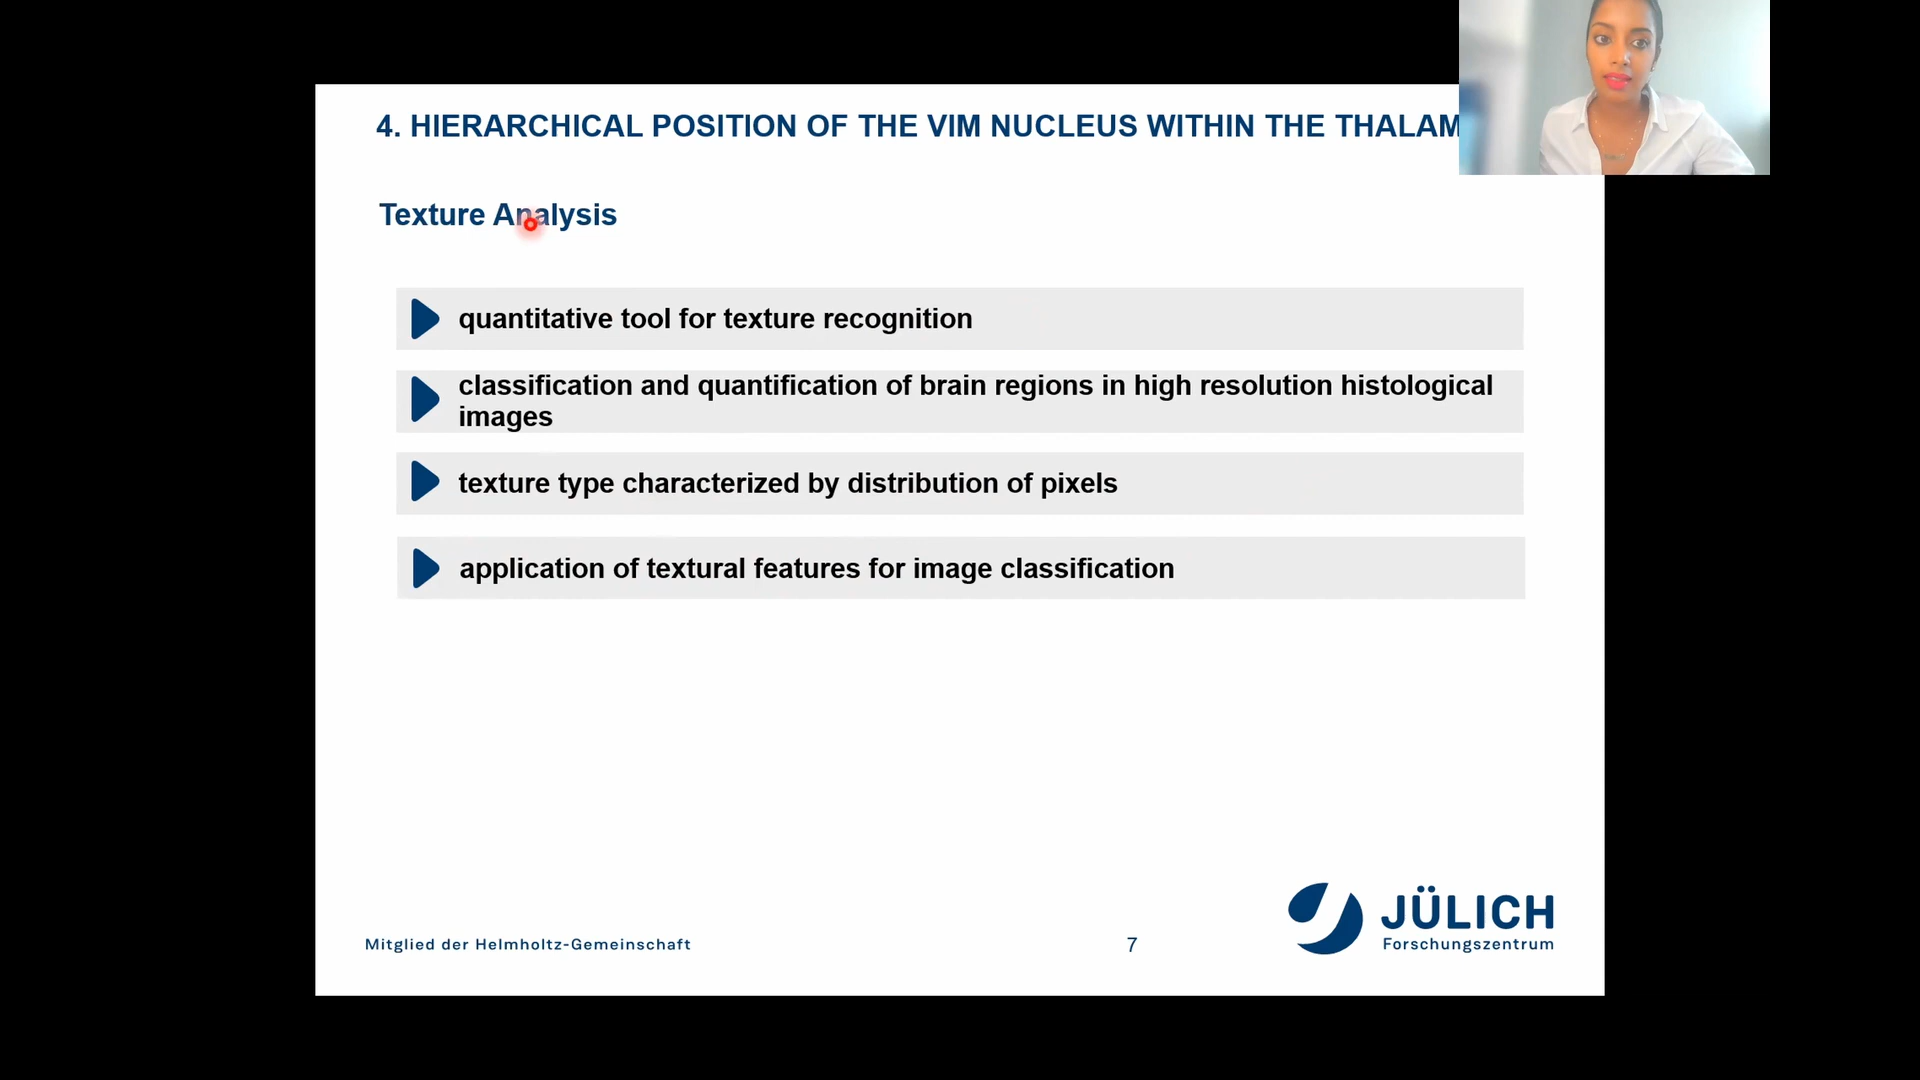 4. HIERARCHICAL POSITION OF THE VIM NUCLEUS WITHIN THE THALAM
Texture Analysis
quantitative tool for texture recognition
classification and quantification of brain regions in high resolution histological
images
texture type characterized by distribution of pixels
application of textural features for image classification
Mitglied der Helmholtz-Gemeinschaft
7
JÜLICH
Forschungszentrum